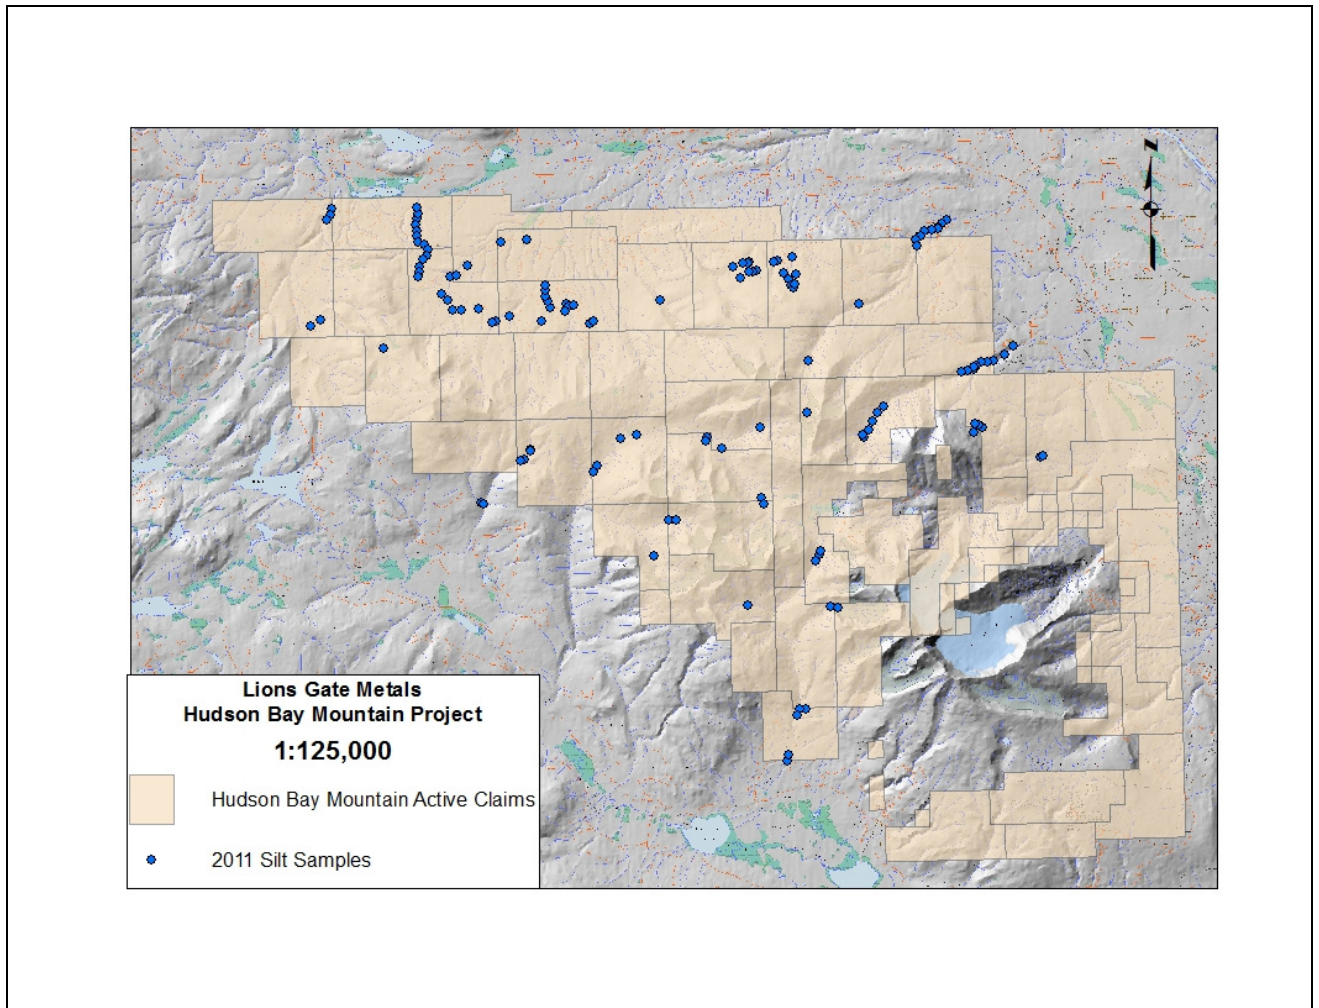 Lions Gate Metals
Hudson Bay Mountain Project
1:125,000
Hudson Bay Mountain Active Claims
2011 Silt Samples